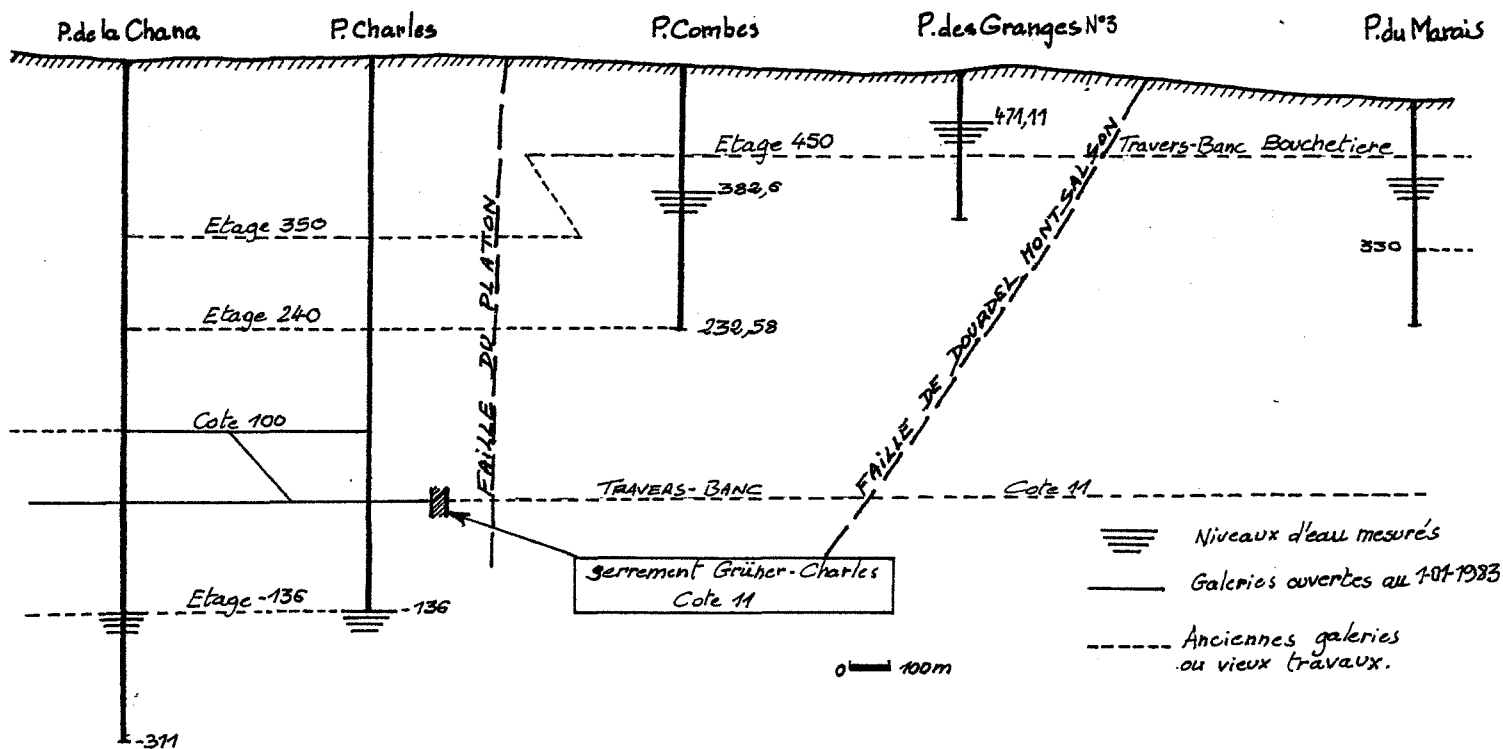 P. de la Chana
P. Charles
P. Combes
P. des Granges N°3
P. du Marais
471,11
Etage 450
Travers-Banc Bouchetiere
382,6
Etage 350
330
Etage 240
232,58
FAILLE DU PLATON
FAILLE DE DOURDEL MONTSALSON
Cote 100
TRAVERS-BANC
Cote 11
Niveaux d'eau mesurés
serrement Grüner-Charles
Cote 11
Galeries ouvertes au 1-01-1983
Etage -136
-136
Anciennes galeries
ou vieux travaux.
0 100m
-311